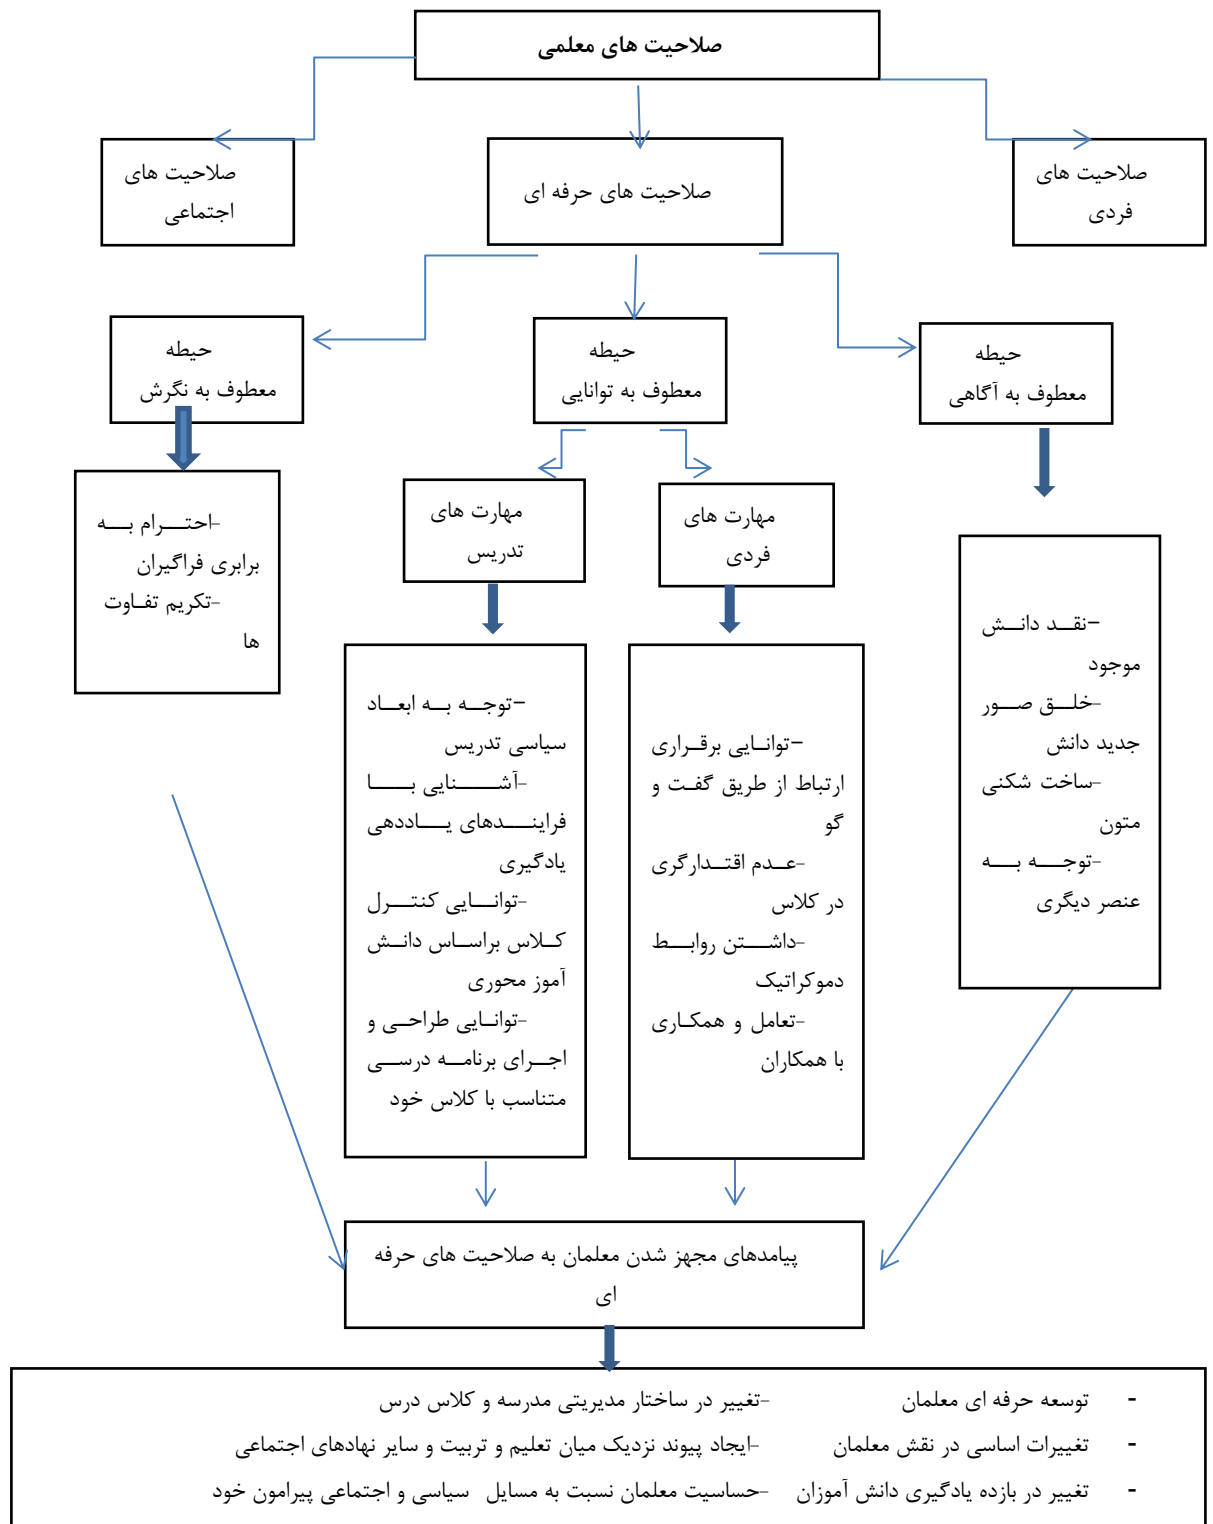 صلاحیت های معلمی
صلاحیت های
فردی
صلاحیت های حرفه ای
صلاحیت های
اجتماعی
حیطه
معطوف به آگاهی
حیطه
معطوف به توانایی
حیطه
معطوف به نگرش
-نقد دانش
موجود
-خلق صور
جدید دانش
-ساخت شکنی
متون
-توجه به
عنصر دیگری
مهارت های
فردی
-توانایی برقراری
ارتباط از طریق گفت و
گو
-عدم اقتدارگری
در کلاس
-داشتن روابط
دموکراتیک
-تعامل و همکاری
با همکاران
مهارت های
تدریس
-توجه به ابعاد
سیاسی تدریس
-آشنایی با
فرایندهای یاددهی
یادگیری
-توانایی کنترل
کلاس براساس دانش
آموز محوری
-توانایی طراحی و
اجرای برنامه درسی
متناسب با کلاس خود
-احترام به
برابری فراگیران
-تکریم تفاوت
ها
پیامدهای مجهز شدن معلمان به صلاحیت های حرفه
ای
- توسعه حرفه ای معلمان -تغییر در ساختار مدیریتی مدرسه و کلاس درس
- تغییرات اساسی در نقش معلمان -ایجاد پیوند نزدیک میان تعلیم و تربیت و سایر نهادهای اجتماعی
- تغییر در بازده یادگیری دانش آموزان -حساسیت معلمان نسبت به مسایل سیاسی و اجتماعی پیرامون خود